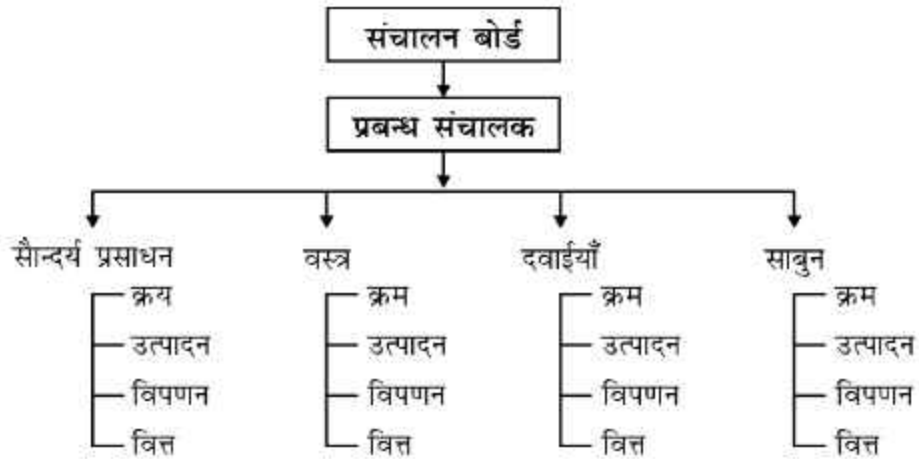 संचालन बोर्ड
प्रबन्ध संचालक
सौन्दर्य प्रसाधन वस्त्र दवाईयाँ साबुन
क्रय क्रम क्रम क्रम
उत्पादन उत्पादन उत्पादन उत्पादन
विपणन विपणन विपणन विपणन
वित्त वित्त वित्त वित्त